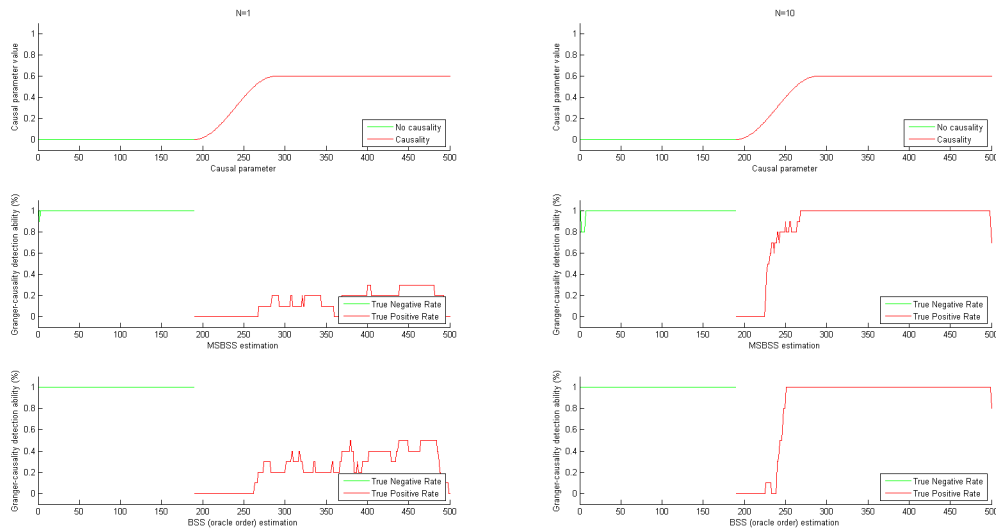 N=1
N=10
Causal parameter value
1
0.8
0.6
0.4
0.2
0
No causality
Causality
0 50 100 150 200 250 300 350 400 450 500
Causal parameter
Causal parameter value
1
0.8
0.6
0.4
0.2
0
No causality
Causality
0 50 100 150 200 250 300 350 400 450 500
Causal parameter
Granger-causality detection ability (%)
1
0.8
0.6
0.4
0.2
0
True Negative Rate
True Positive Rate
0 50 100 150 200 250 300 350 400 450 500
MSBSS estimation
Granger-causality detection ability (%)
1
0.8
0.6
0.4
0.2
0
True Negative Rate
True Positive Rate
0 50 100 150 200 250 300 350 400 450 500
MSBSS estimation
Granger-causality detection ability (%)
1
0.8
0.6
0.4
0.2
0
True Negative Rate
True Positive Rate
0 50 100 150 200 250 300 350 400 450 500
BSS (oracle order) estimation
Granger-causality detection ability (%)
1
0.8
0.6
0.4
0.2
0
True Negative Rate
True Positive Rate
0 50 100 150 200 250 300 350 400 450 500
BSS (oracle order) estimation